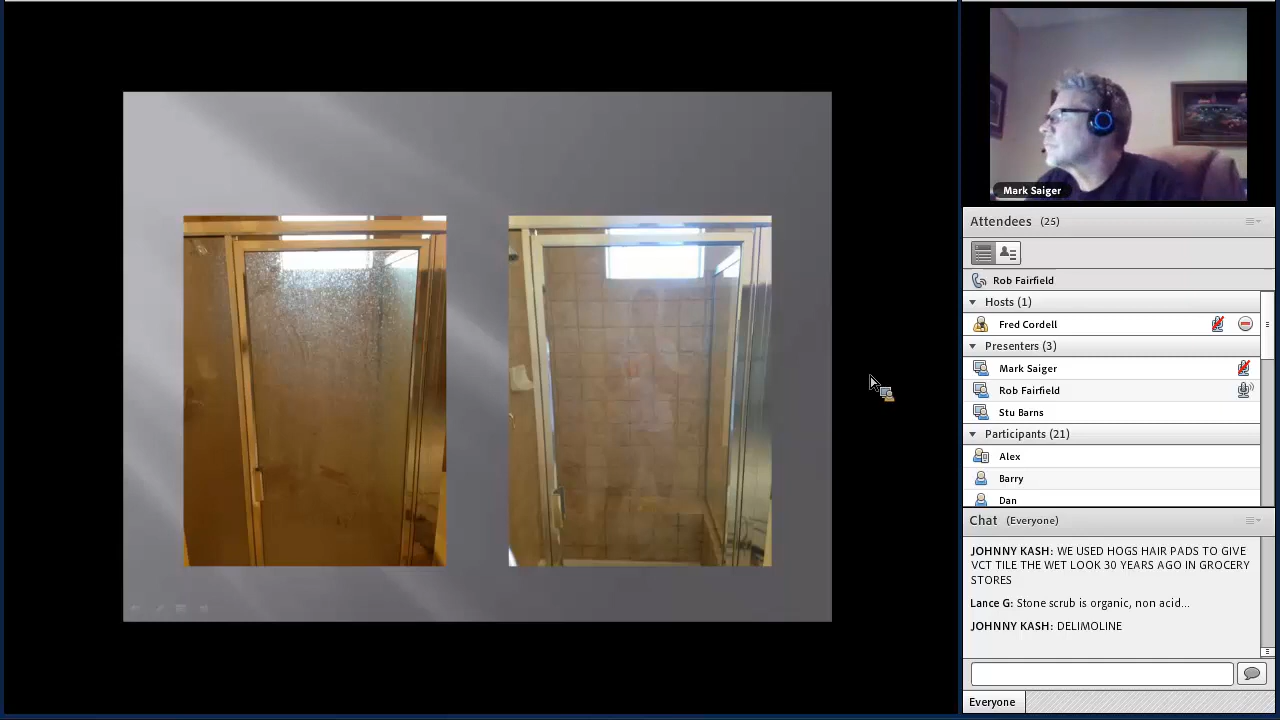 Mark Saiger
Attendees (25)
Rob Fairfield
Hosts (1)
Fred Cordell
Presenters (3)
Mark Saiger
Rob Fairfield
Stu Barns
Participants (21)
Alex
Barry
Dan
Chat (Everyone)
JOHNNY KASH: WE USED HOGS HAIR PADS TO GIVE
VCT TILE THE WET LOOK 30 YEARS AGO IN GROCERY
STORES
Lance G: Stone scrub is organic, non acid...
JOHNNY KASH: DELIMOLINE
Everyone